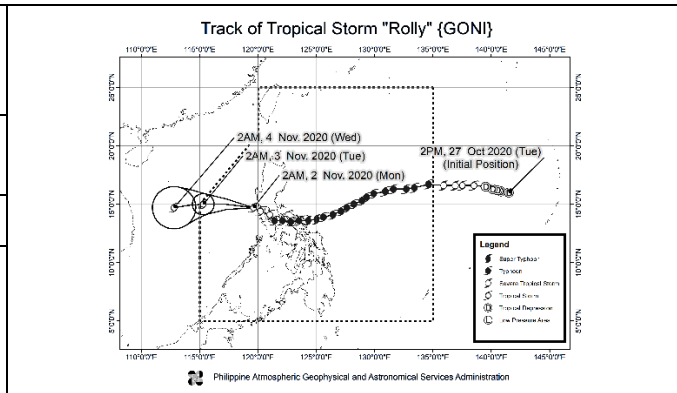 Track of Tropical Storm "Rolly" {GONI}
110°0'0"E 115°0'0"E 120°0'0"E 125°0'0"E 130°0'0"E 135°0'0"E 140°0'0"E 145°0'0"E
25°0'0"N
25°0'0"N
20°0'0"N
20°0'0"N
2AM, 4 Nov. 2020 (Wed)
2PM, 27 Oct 2020 (Tue)
(Initial Position)
2AM, 3 Nov. 2020 (Tue)
2AM, 2 Nov. 2020 (Mon)
15°0'0"N
15°0'0"N
10°0'0"N
10°0'0"N
5°0'0"N
5°0'0"N
Legend
Super Typhoon
Typhoon
Severe Tropical Storm
Tropical Storm
Tropical Depression
Low Pressure Area
110°0'0"E 115°0'0"E 120°0'0"E 125°0'0"E 130°0'0"E 135°0'0"E 140°0'0"E 145°0'0"E
Philippine Atmospheric Geophysical and Astronomical Services Administration